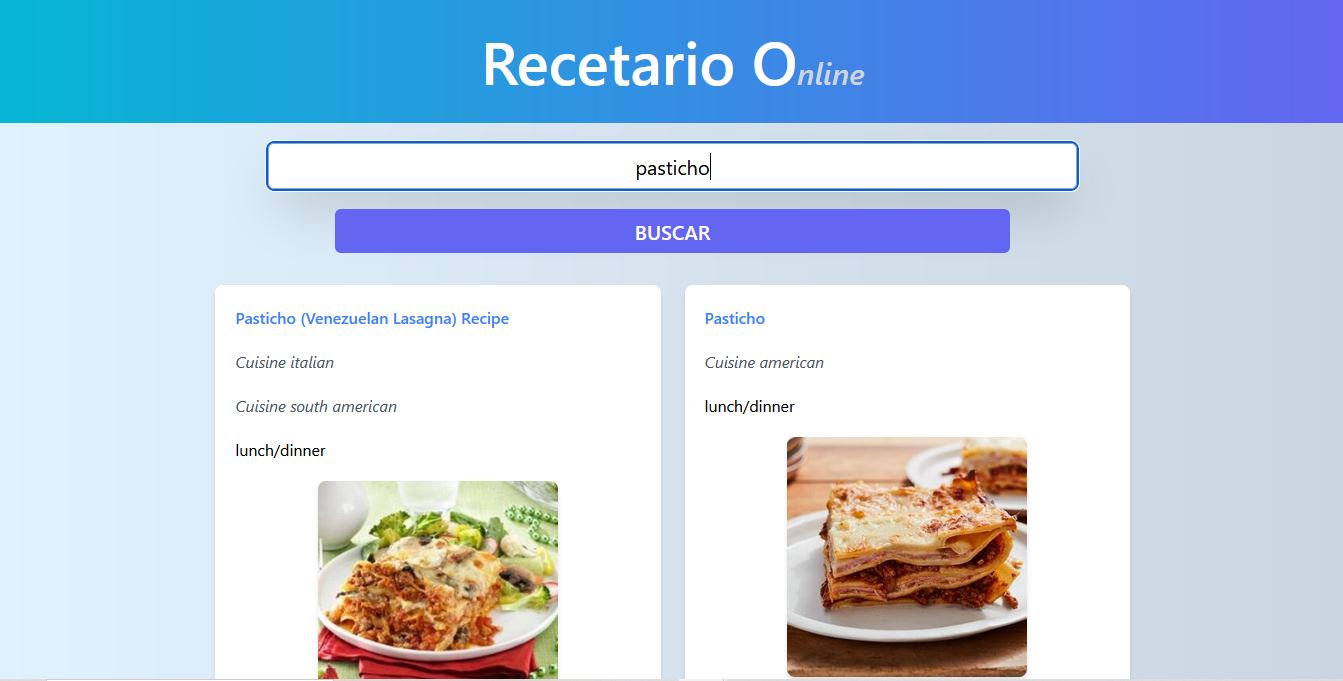 Recetario Online
pasticho
BUSCAR
Pasticho (Venezuelan Lasagna) Recipe
Cuisine italian
Cuisine south american
lunch/dinner
Pasticho
Cuisine american
lunch/dinner